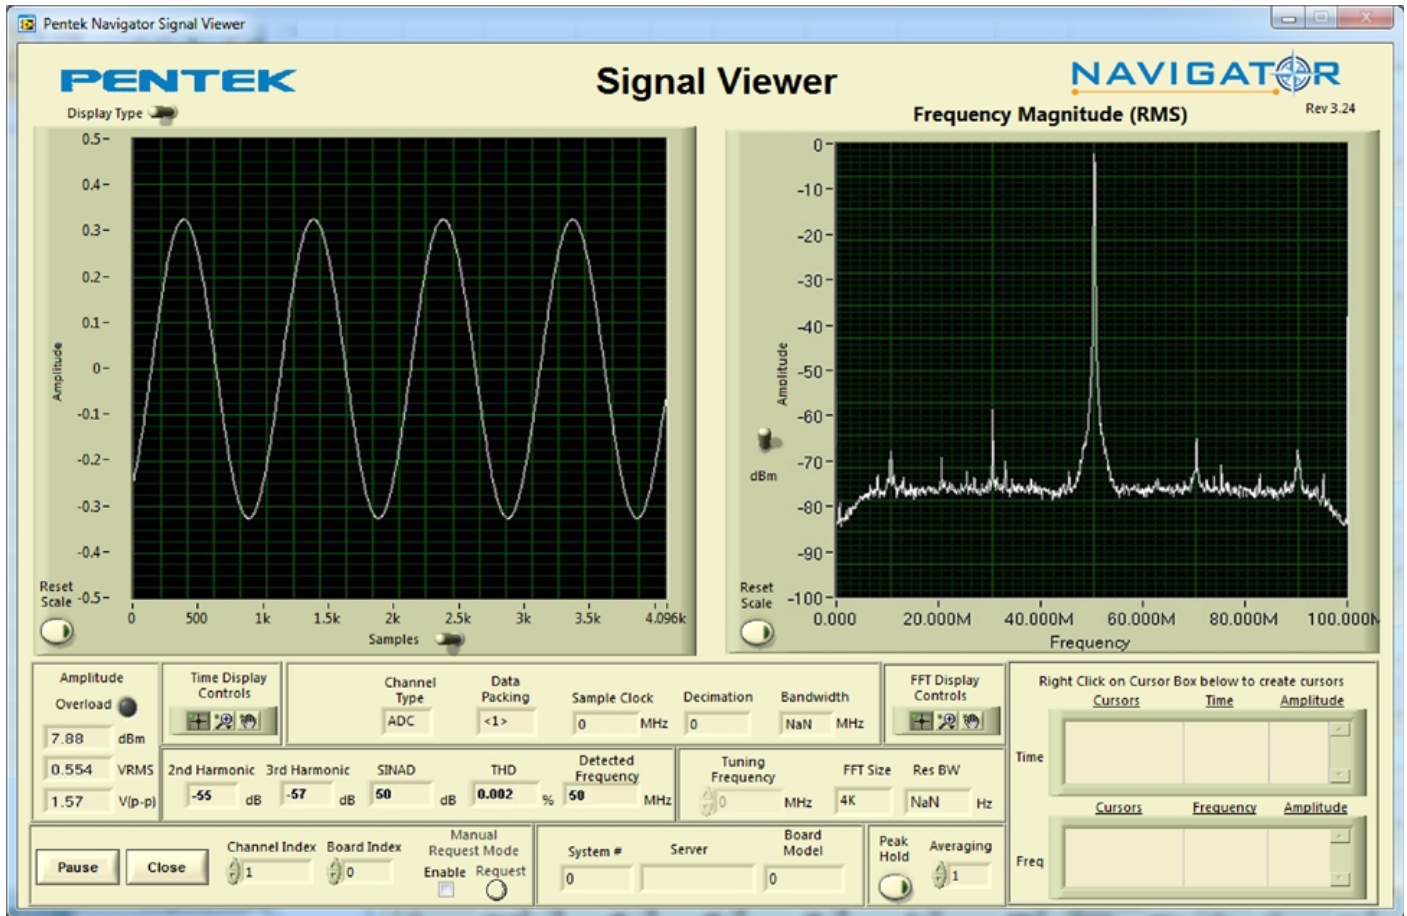 Pentek Navigator Signal Viewer
PENTEK
Signal Viewer
NAVIGATOR
Rev 3.24
Display Type
Frequency Magnitude (RMS)
0.5
0.4
0.3
0.2
0.1
0
-0.1
-0.2
-0.3
-0.4
-0.5
Amplitude
Reset
Scale
0 500 1k 1.5k 2k 2.5k 3k 3.5k 4.096k
Samples
0
-10
-20
-30
-40
-50
-60
-70
-80
-90
-100
Amplitude
dBm
Reset
Scale
0.000 20.000M 40.000M 60.000M 80.000M 100.000M
Frequency
Amplitude
Overload
7.88 dBm
0.554 VRMS
1.57 V(p-p)
Time Display
Controls
Channel
Type
ADC
Data
Packing
<1>
Sample Clock
0 MHz
Decimation
0
Bandwidth
NaN MHz
FFT Display
Controls
2nd Harmonic
-55 dB
3rd Harmonic
-57 dB
SINAD
50 dB
THD
0.002 %
Detected
Frequency
50 MHz
Tuning
Frequency
0 MHz
FFT Size
4K
Res BW
NaN Hz
Right Click on Cursor Box below to create cursors
Cursors Time Amplitude
Time
Cursors Frequency Amplitude
Freq
Pause
Close
Channel Index
1
Board Index
0
Manual
Request Mode
Enable Request
System #
0
Server
Board
Model
0
Peak
Hold
Averaging
1